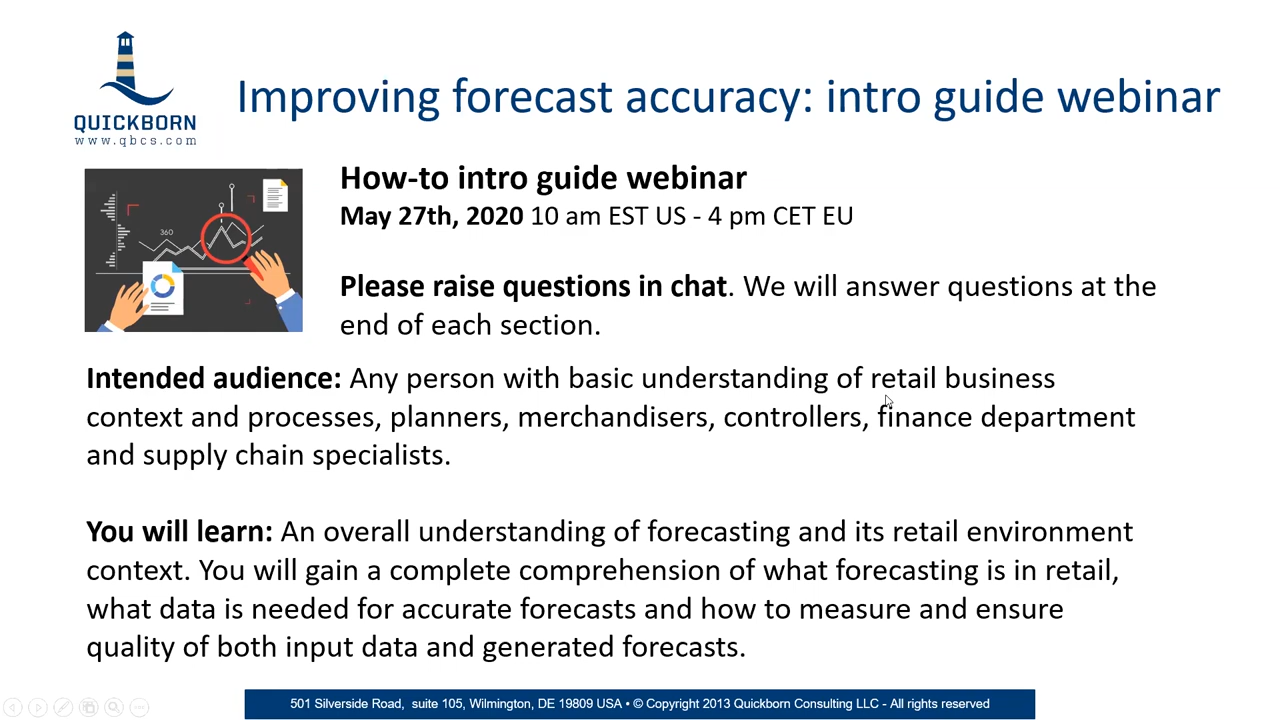 QUICKBORN
www.qbcs.com
Improving forecast accuracy: intro guide webinar
360
How-to intro guide webinar
May 27th, 2020 10 am EST US - 4 pm CET EU
Please raise questions in chat. We will answer questions at the
end of each section.
Intended audience: Any person with basic understanding of retail business
context and processes, planners, merchandisers, controllers, finance department
and supply chain specialists.
You will learn: An overall understanding of forecasting and its retail environment
context. You will gain a complete comprehension of what forecasting is in retail,
what data is needed for accurate forecasts and how to measure and ensure
quality of both input data and generated forecasts.
501 Silverside Road, suite 105, Wilmington, DE 19809 USA • © Copyright 2013 Quickborn Consulting LLC - All rights reserved